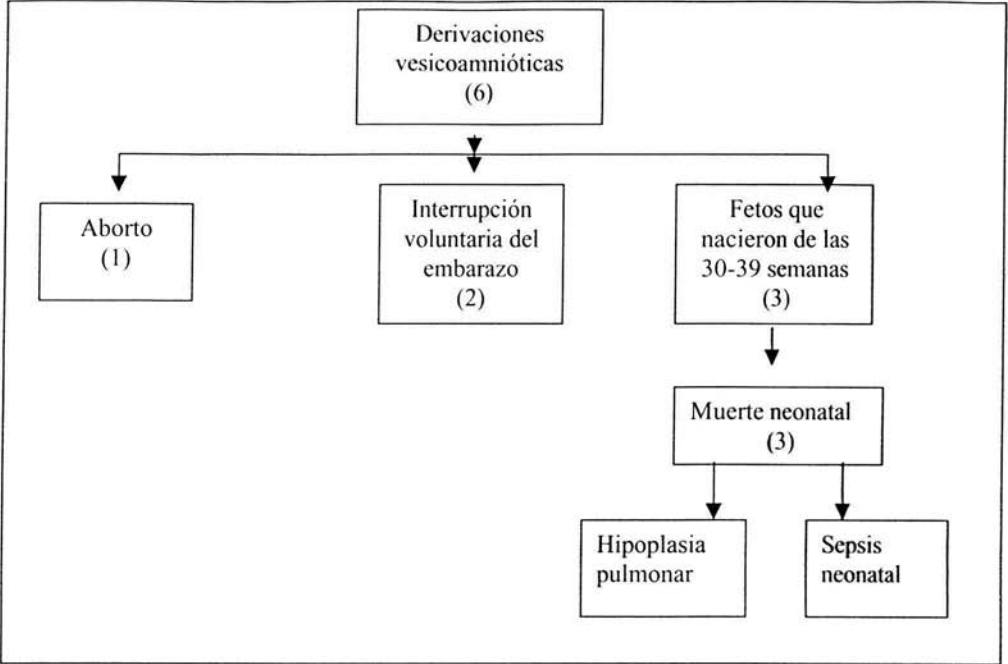 Derivaciones
vesicoamnióticas
(6)
Aborto
(1)
Interrupción
voluntaria del
embarazo
(2)
Fetos que
nacieron de las
30-39 semanas
(3)
Muerte neonatal
(3)
Hipoplasia
pulmonar
Sepsis
neonatal